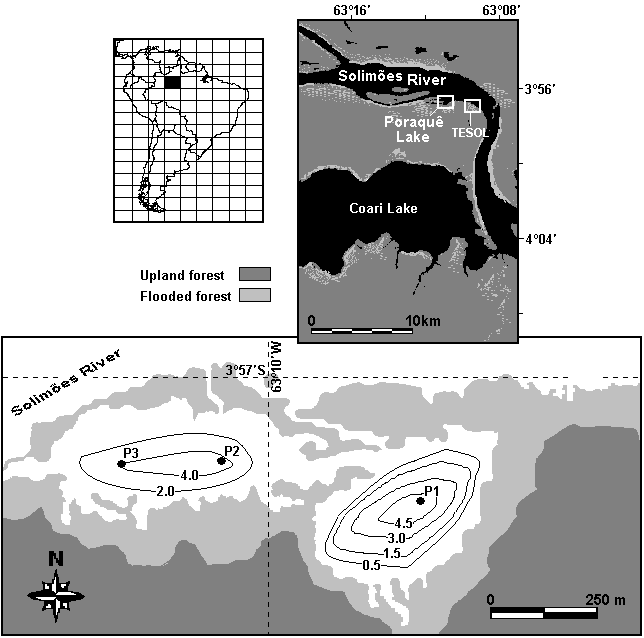 63°16′ 63°08′
Solimões River
3°56′
Poraquê
Lake
TESOL
Coari Lake
4°04′
Upland forest
Flooded forest
0 10km
Solimões River
3°57′S
63°10′W
P3
P2
4.0
2.0
P1
4.5
3.0
1.5
0.5
N
0 250 m